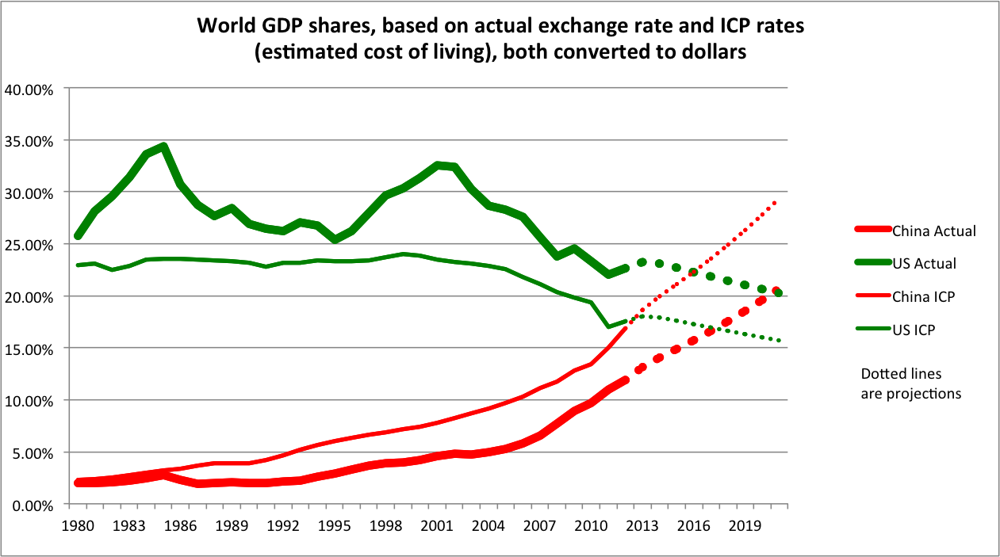 World GDP shares, based on actual exchange rate and ICP rates
(estimated cost of living), both converted to dollars
40.00%
35.00%
30.00%
25.00%
20.00%
15.00%
10.00%
5.00%
0.00%
1980 1983 1986 1989 1992 1995 1998 2001 2004 2007 2010 2013 2016 2019
China Actual
US Actual
China ICP
US ICP
Dotted lines
are projections